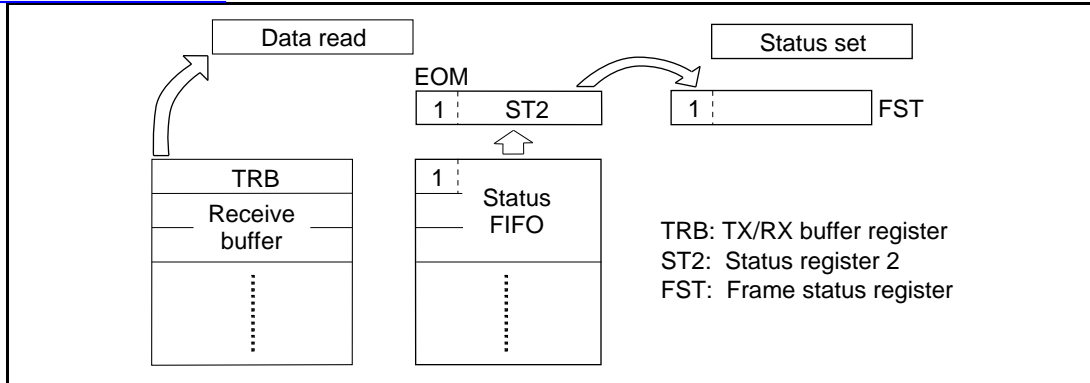 Data read
Status set
EOM
1 ST2
1 FST
TRB
Receive
buffer
1
Status
FIFO
TRB: TX/RX buffer register
ST2: Status register 2
FST: Frame status register